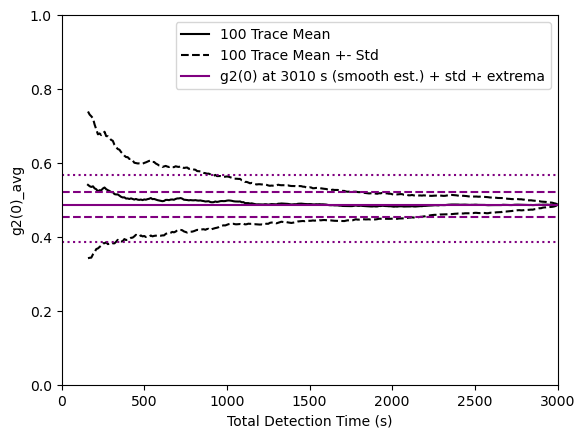 1.0
0.8
0.6
0.4
0.2
0.0
g2(0)_avg
100 Trace Mean
100 Trace Mean +- Std
g2(0) at 3010 s (smooth est.) + std + extrema
0 500 1000 1500 2000 2500 3000
Total Detection Time (s)